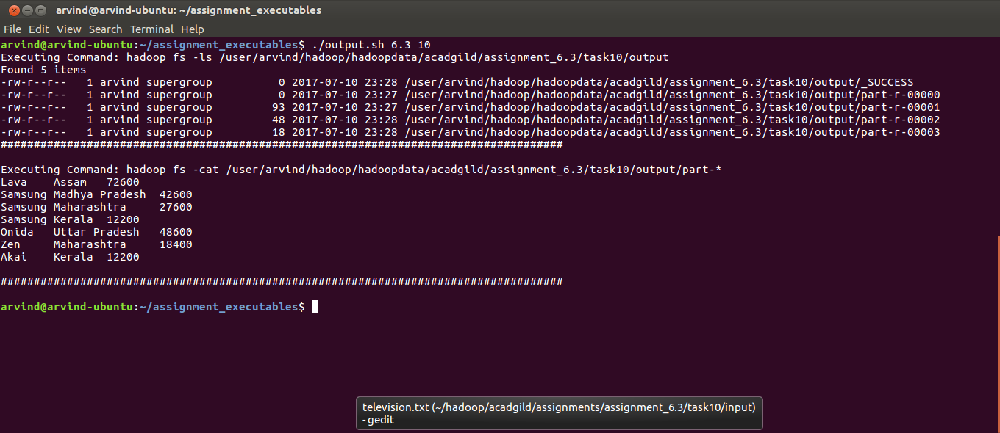 arvind@arvind-ubuntu: ~/assignment_executables
File Edit View Search Terminal Help
arvind@arvind-ubuntu:~/assignment_executables$ ./output.sh 6.3 10
Executing Command: hadoop fs -ls /user/arvind/hadoop/hadoopdata/acadgild/assignment_6.3/task10/output
Found 5 items
-rw-r--r--   1 arvind supergroup          0 2017-07-10 23:28 /user/arvind/hadoop/hadoopdata/acadgild/assignment_6.3/task10/output/_SUCCESS
-rw-r--r--   1 arvind supergroup          0 2017-07-10 23:27 /user/arvind/hadoop/hadoopdata/acadgild/assignment_6.3/task10/output/part-r-00000
-rw-r--r--   1 arvind supergroup         93 2017-07-10 23:27 /user/arvind/hadoop/hadoopdata/acadgild/assignment_6.3/task10/output/part-r-00001
-rw-r--r--   1 arvind supergroup         48 2017-07-10 23:28 /user/arvind/hadoop/hadoopdata/acadgild/assignment_6.3/task10/output/part-r-00002
-rw-r--r--   1 arvind supergroup         18 2017-07-10 23:28 /user/arvind/hadoop/hadoopdata/acadgild/assignment_6.3/task10/output/part-r-00003
#####################################################################################
Executing Command: hadoop fs -cat /user/arvind/hadoop/hadoopdata/acadgild/assignment_6.3/task10/output/part-*
Lava    Assam   72600
Samsung Madhya Pradesh  42600
Samsung Maharashtra     27600
Samsung Kerala  12200
Onida   Uttar Pradesh   48600
Zen     Maharashtra     18400
Akai    Kerala  12200
#####################################################################################
arvind@arvind-ubuntu:~/assignment_executables$
television.txt (~/hadoop/acadgild/assignments/assignment_6.3/task10/input)
- gedit